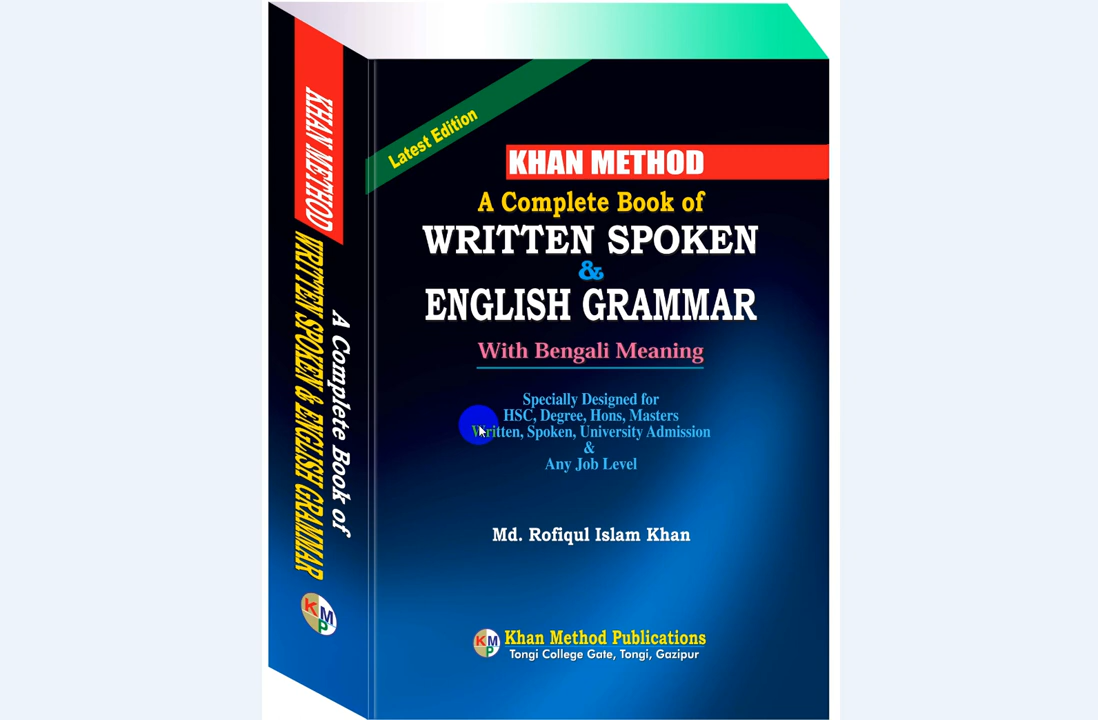 KHAN METHOD
A Complete Book of
WRITTEN SPOKEN & ENGLISH GRAMMAR
KMP
Latest Edition
KHAN METHOD
A Complete Book of
WRITTEN SPOKEN
&
ENGLISH GRAMMAR
With Bengali Meaning
Specially Designed for
HSC, Degree, Hons, Masters
Written, Spoken, University Admission
&
Any Job Level
Md. Rofiqul Islam Khan
KMP Khan Method Publications
Tongi College Gate, Tongi, Gazipur